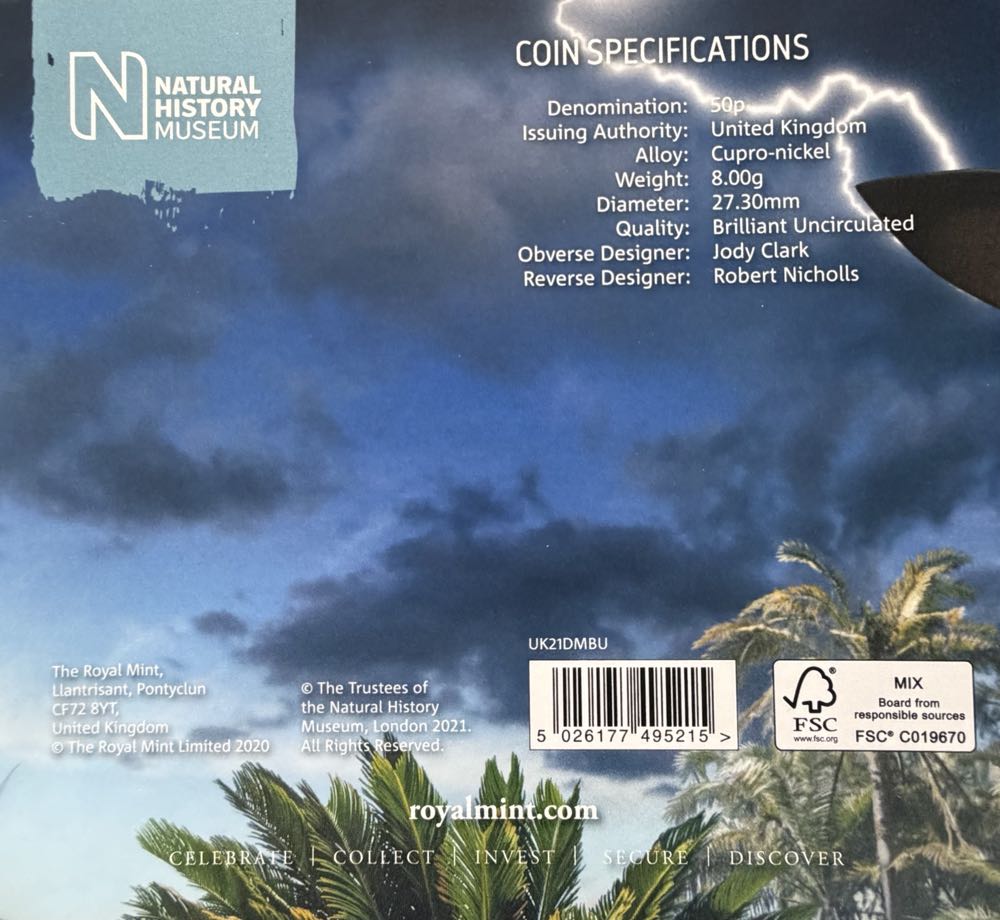 NATURAL
HISTORY
MUSEUM
COIN SPECIFICATIONS
Denomination: 50p
Issuing Authority: United Kingdom
Alloy: Cupro-nickel
Weight: 8.00g
Diameter: 27.30mm
Quality: Brilliant Uncirculated
Obverse Designer: Jody Clark
Reverse Designer: Robert Nicholls
The Royal Mint,
Llantrisant, Pontyclun
CF72 8YT,
United Kingdom
© The Royal Mint Limited 2020
© The Trustees of
the Natural History
Museum, London 2021.
All Rights Reserved.
UK21DMBU
5 026177 495215 >
FSC®
www.fsc.org
MIX
Board from
responsible sources
FSC® C019670
royalmint.com
CELEBRATE | COLLECT | INVEST | SECURE | DISCOVER